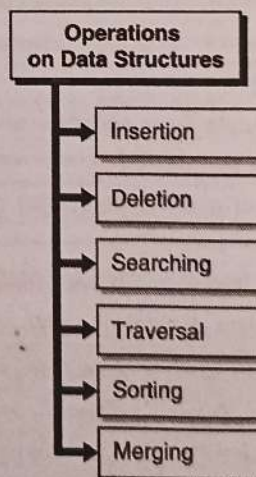 Operations
on Data Structures
Insertion
Deletion
Searching
Traversal
Sorting
Merging